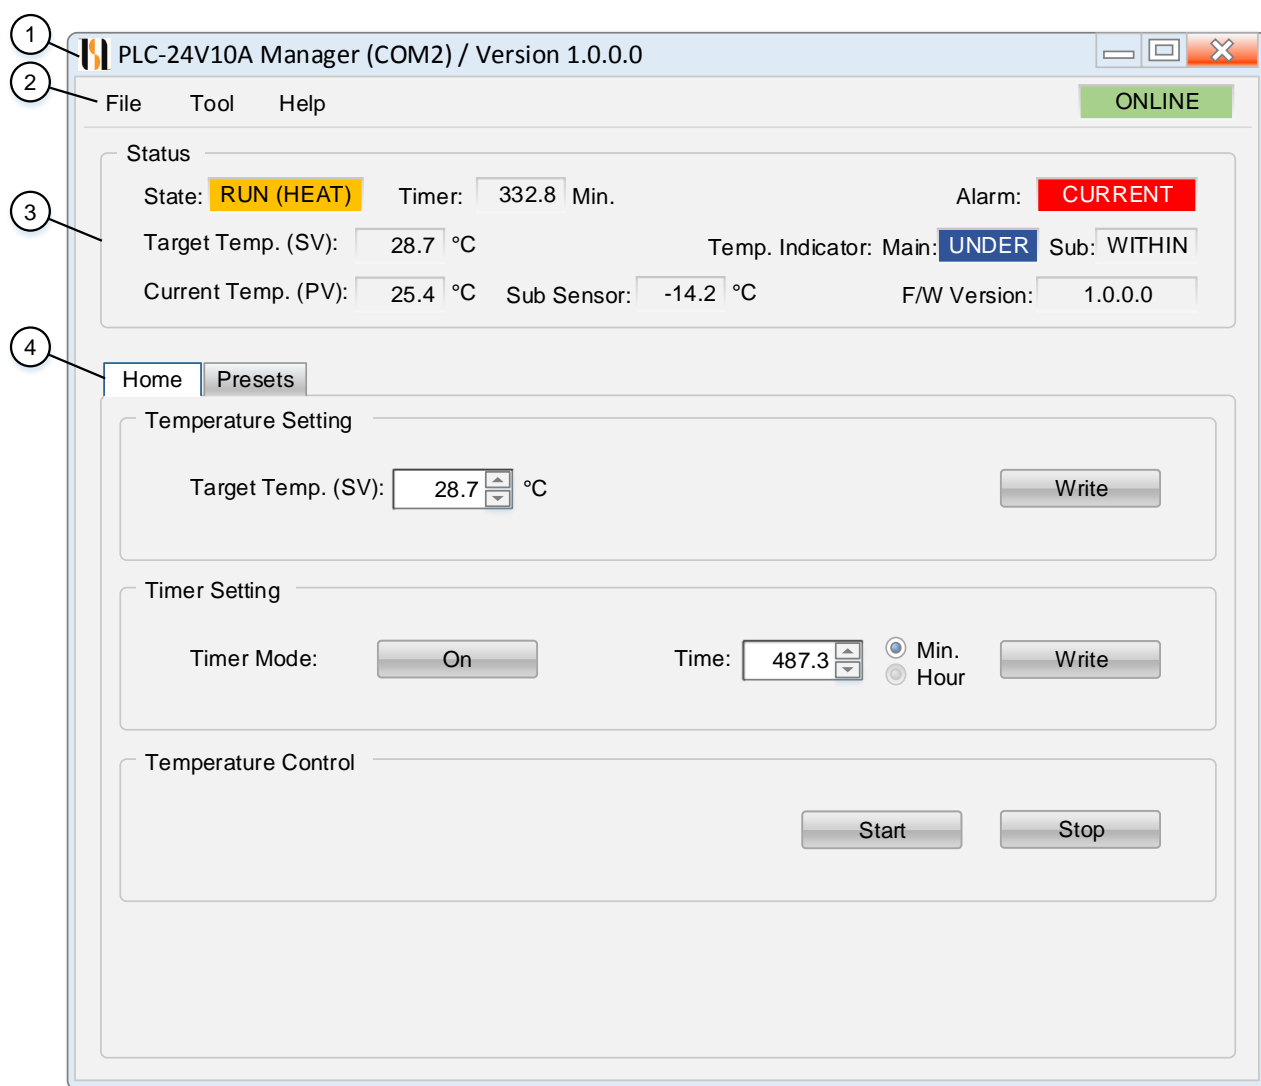 1
PLC-24V10A Manager (COM2) / Version 1.0.0.0
2
File Tool Help ONLINE
Status
State: RUN (HEAT) Timer: 332.8 Min. Alarm: CURRENT
3
Target Temp. (SV): 28.7 °C Temp. Indicator: Main: UNDER Sub: WITHIN
Current Temp. (PV): 25.4 °C Sub Sensor: -14.2 °C F/W Version: 1.0.0.0
4
Home Presets
Temperature Setting
Target Temp. (SV): 28.7 °C Write
Timer Setting
Timer Mode: On Time: 487.3 Min. Write
Hour
Temperature Control
Start Stop